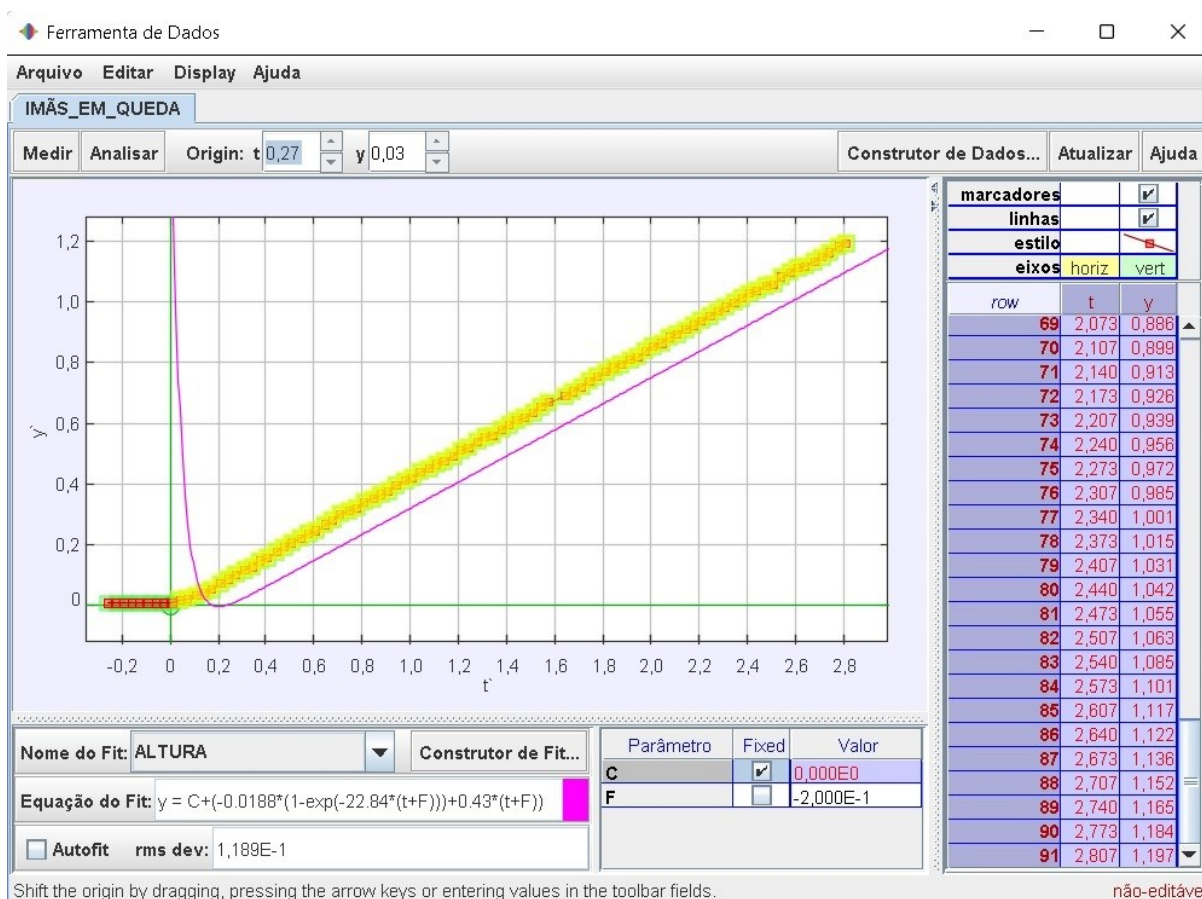 Ferramenta de Dados
Arquivo Editar Display Ajuda
IMÃS_EM_QUEDA
Medir Analisar Origin: t 0,27 y 0,03 Construtor de Dados... Atualizar Ajuda
1,2
1,0
0,8
0,6
0,4
0,2
0
y`
-0,2 0 0,2 0,4 0,6 0,8 1,0 1,2 1,4 1,6 1,8 2,0 2,2 2,4 2,6 2,8
t`
marcadores
linhas
estilo
eixos horiz vert
row t y
69 2,073 0,886
70 2,107 0,899
71 2,140 0,913
72 2,173 0,926
73 2,207 0,939
74 2,240 0,956
75 2,273 0,972
76 2,307 0,985
77 2,340 1,001
78 2,373 1,015
79 2,407 1,031
80 2,440 1,042
81 2,473 1,055
82 2,507 1,063
83 2,540 1,085
84 2,573 1,101
85 2,607 1,117
86 2,640 1,122
87 2,673 1,136
88 2,707 1,152
89 2,740 1,165
90 2,773 1,184
91 2,807 1,197
Nome do Fit: ALTURA Construtor de Fit...
Equação do Fit: y = C+(-0.0188*(1-exp(-22.84*(t+F)))+0.43*(t+F))
Autofit rms dev: 1,189E-1
Parâmetro Fixed Valor
C 0,000E0
F -2,000E-1
Shift the origin by dragging, pressing the arrow keys or entering values in the toolbar fields.
não-editáve